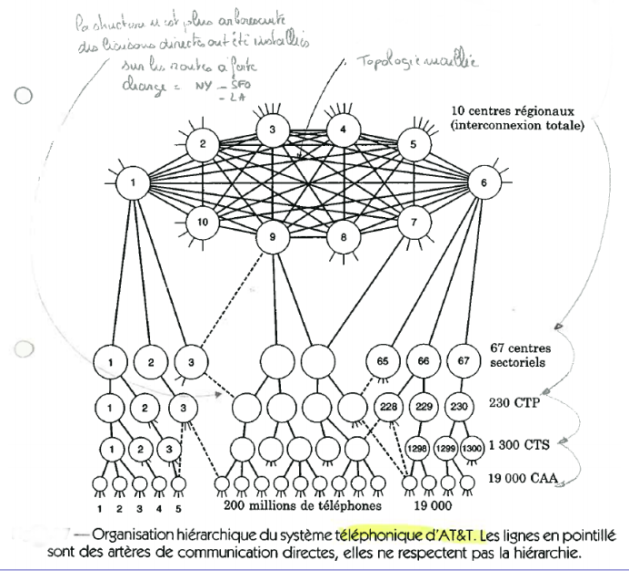 La structure n'est plus arborescente
des liaisons directes ont été installées
sur les routes à forte
charge = NY - SFO
- LA
Topologie maillée
10 centres régionaux
(interconnexion totale)
3 4
2 5
1 6
10 7
9 8
1 2 3 65 66 67
67 centres
sectoriels
1 2 3 228 229 230
230 CTP
1 2 3 1298 1299 1300
1 300 CTS
19 000 CAA
1 2 3 4 5 200 millions de téléphones 19 000
— Organisation hiérarchique du système téléphonique d'AT&T. Les lignes en pointillé
sont des artères de communication directes, elles ne respectent pas la hiérarchie.